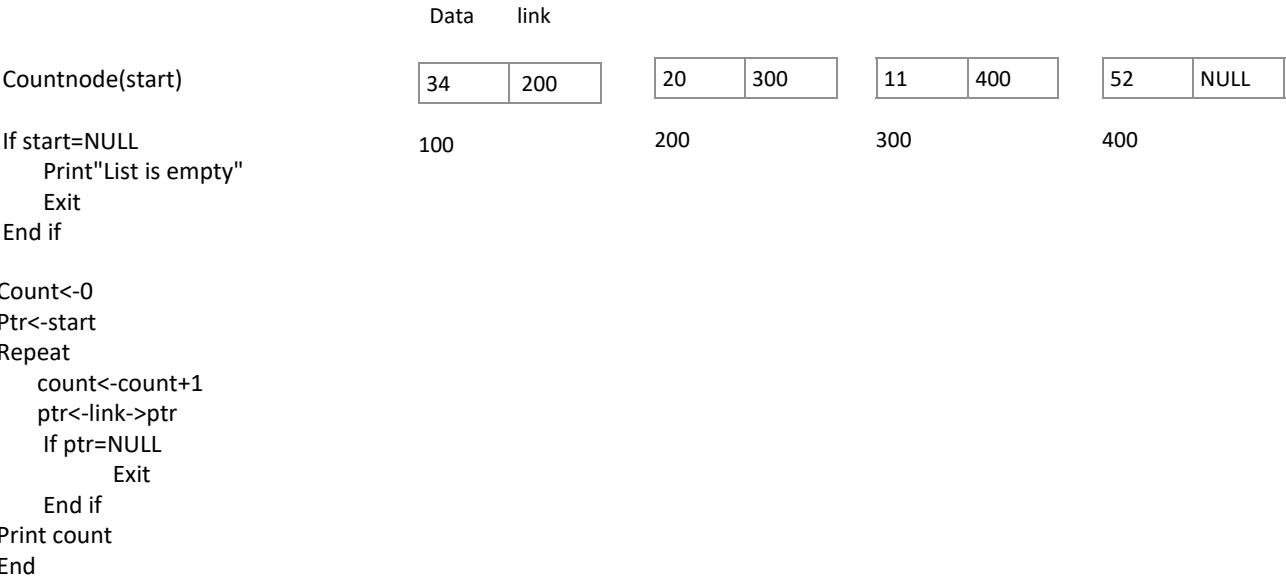 Data link
Countnode(start)
34 200 20 300 11 400 52 NULL
100 200 300 400
If start=NULL
Print"List is empty"
Exit
End if
Count<-0
Ptr<-start
Repeat
count<-count+1
ptr<-link->ptr
If ptr=NULL
Exit
End if
Print count
End